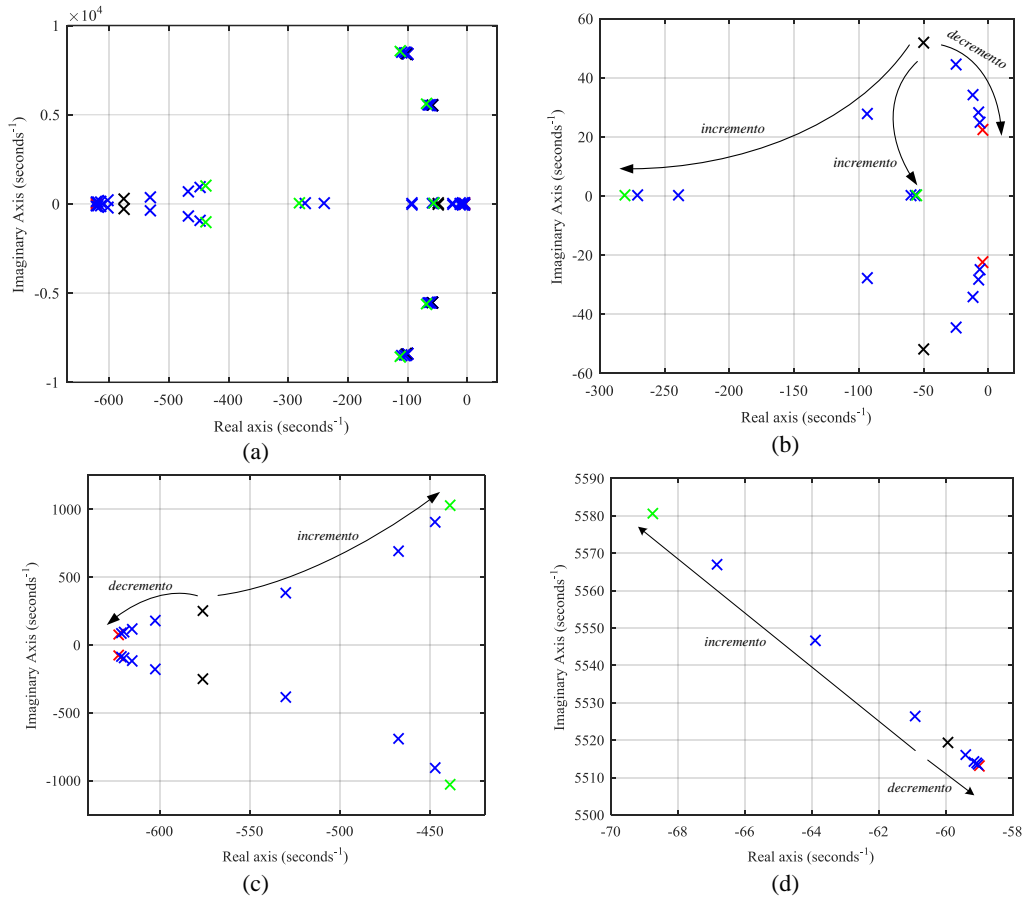 ×10⁴
1
0.5
0
-0.5
-1
Imaginary Axis (seconds⁻¹)
-600 -500 -400 -300 -200 -100 0
Real axis (seconds⁻¹)
(a)
60
40
20
0
-20
-40
-60
Imaginary Axis (seconds⁻¹)
decremento
incremento
incremento
-300 -250 -200 -150 -100 -50 0
Real axis (seconds⁻¹)
(b)
1000
500
0
-500
-1000
Imaginary Axis (seconds⁻¹)
incremento
decremento
-600 -500 -500 -450
Real axis (seconds⁻¹)
(c)
5590
5580
5570
5560
5550
5540
5530
5520
5510
5500
Imaginary Axis (seconds⁻¹)
incremento
decremento
-70 -68 -66 -64 -62 -60 -58
Real axis (seconds⁻¹)
(d)